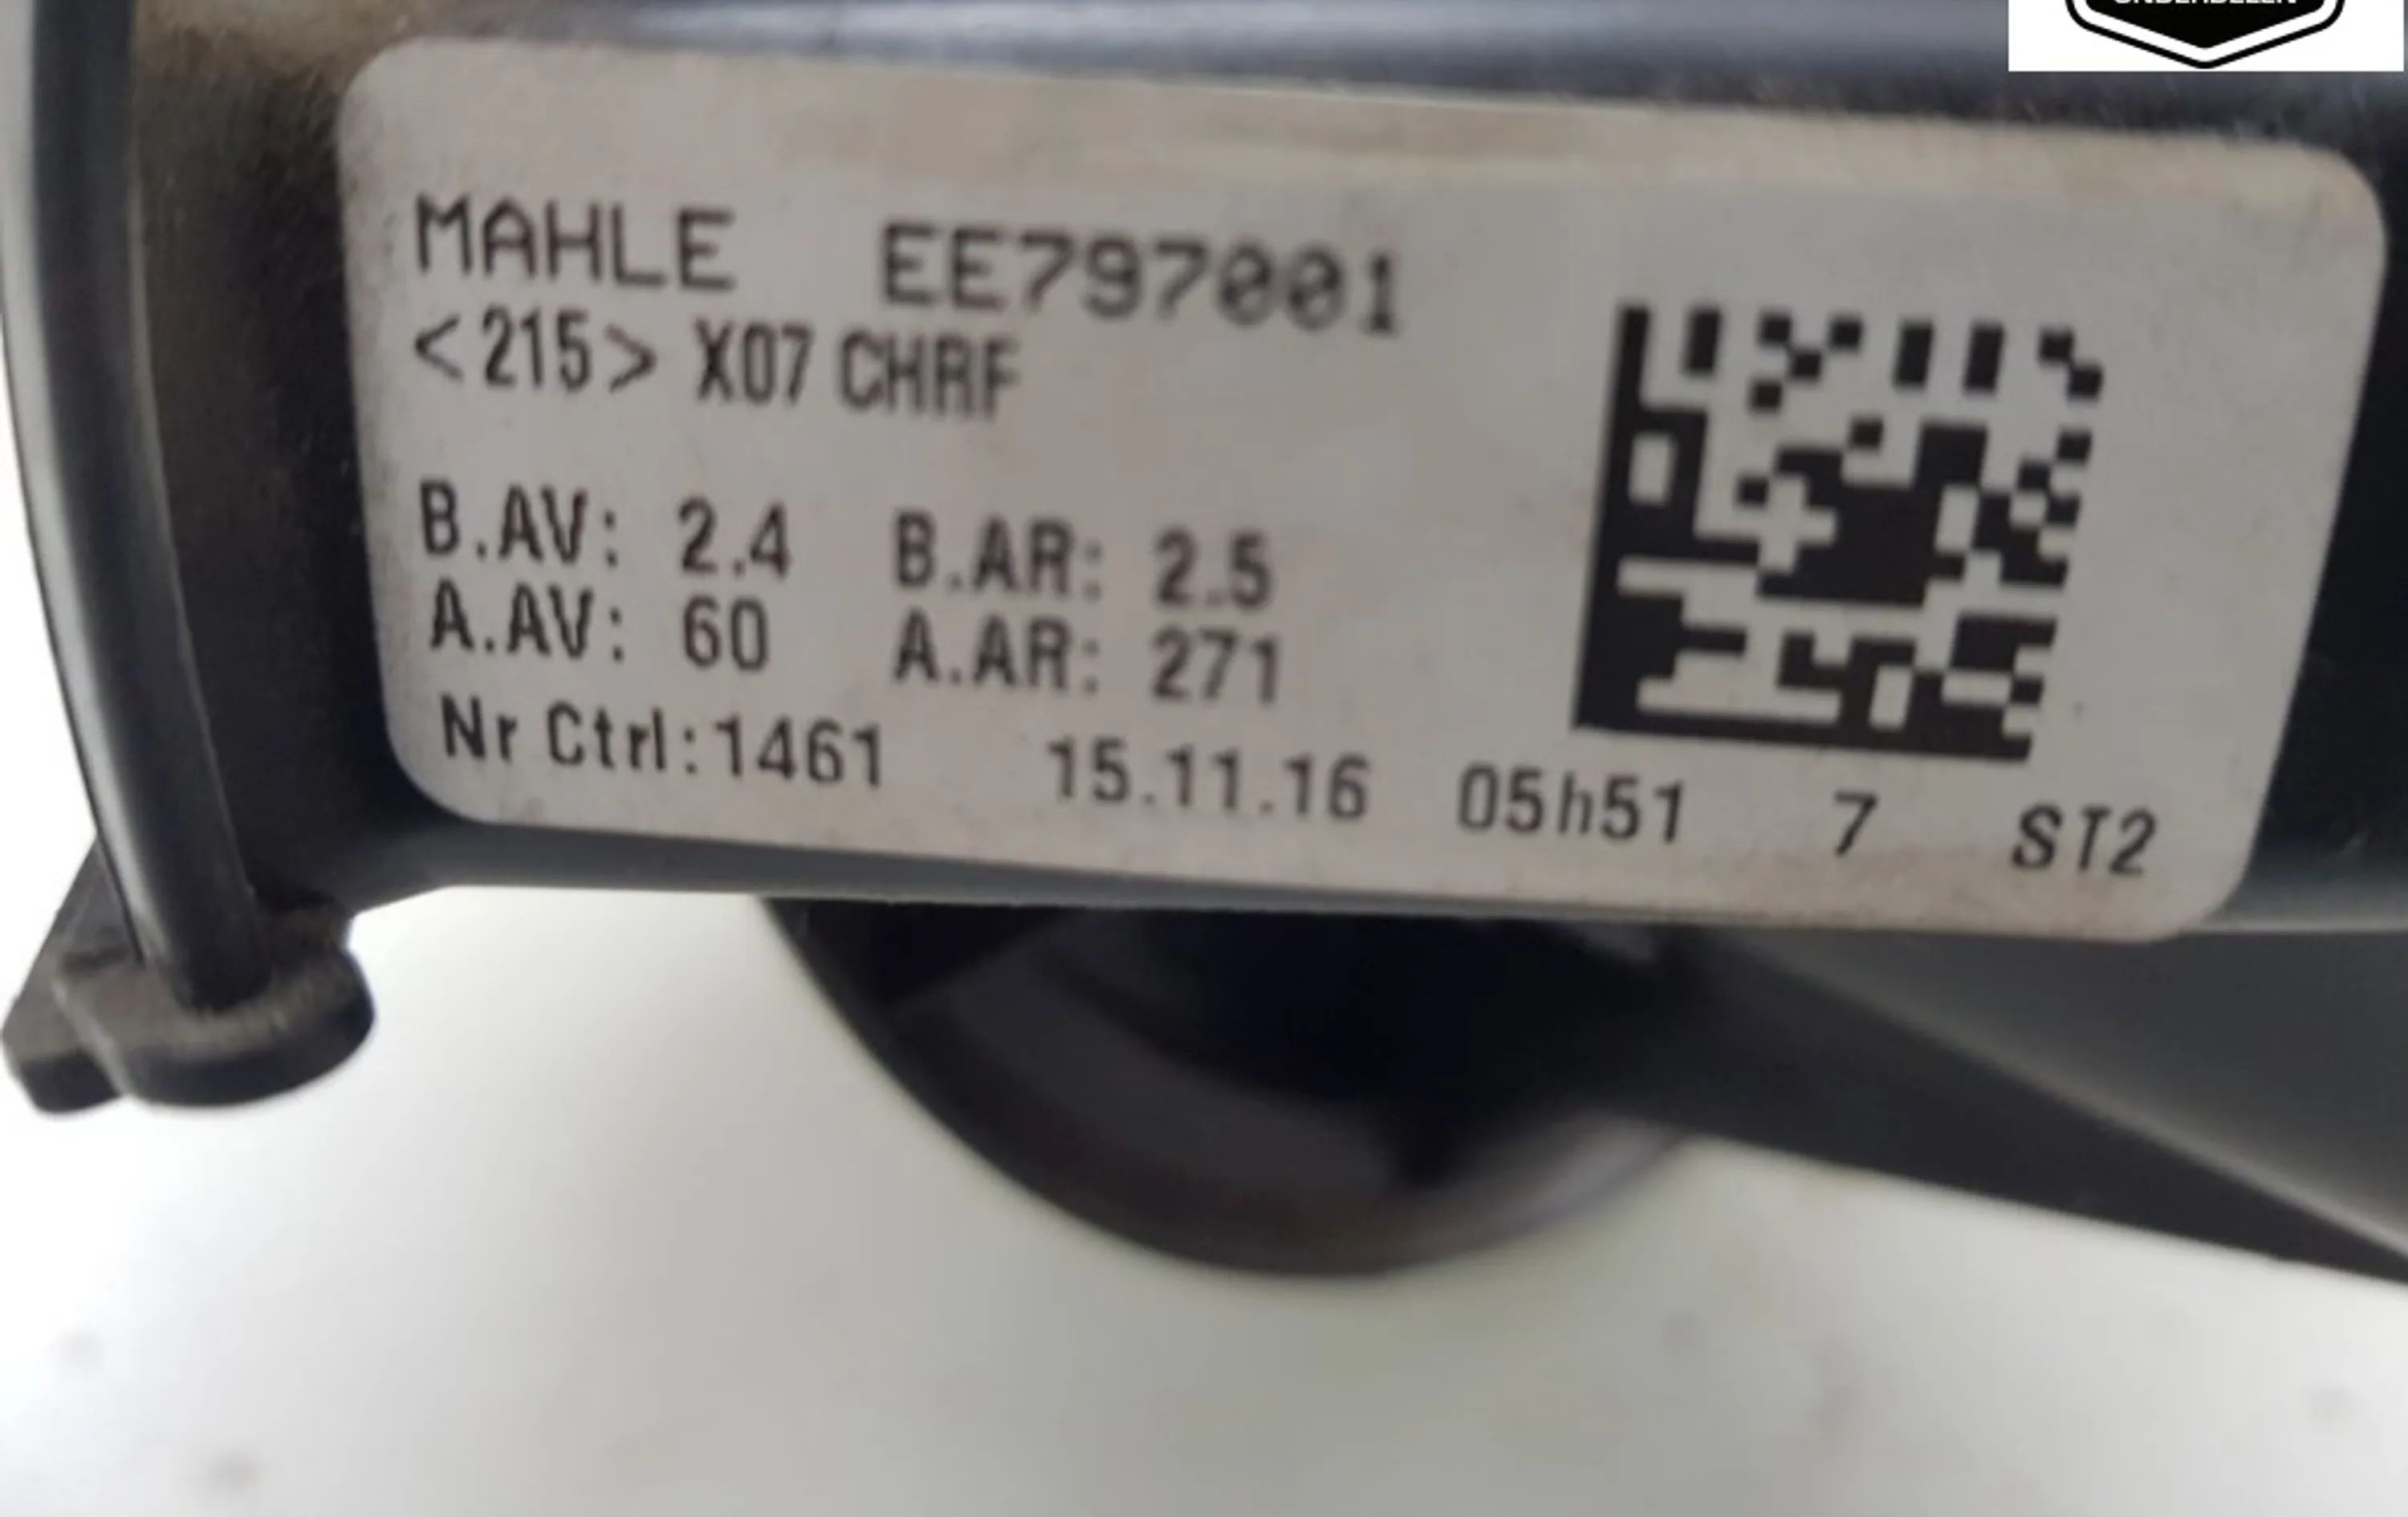 MAHLE EE797001
<215> X07 CHRF
B.AV: 2.4 B.AR: 2.5
A.AV: 60 A.AR: 271
Nr Ctrl:1461 15.11.16 05h51 7 ST2